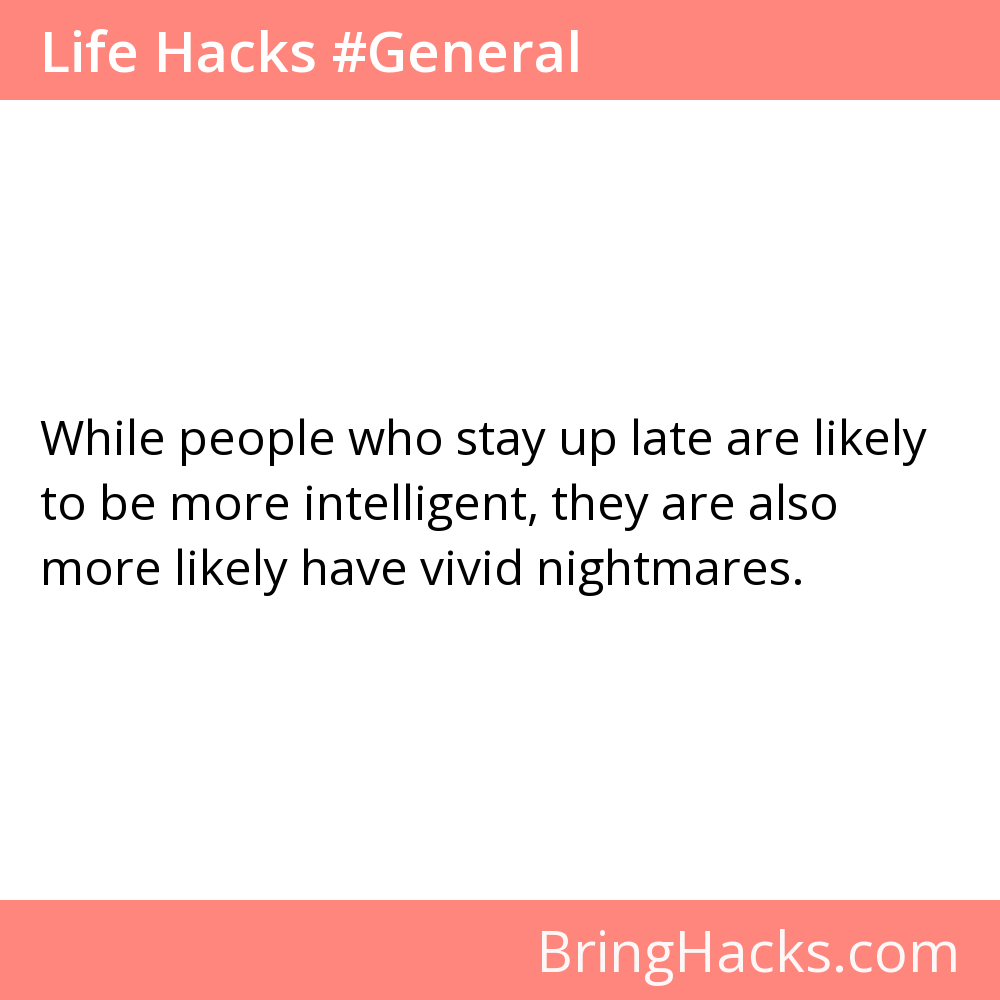 Life Hacks #General
While people who stay up late are likely
to be more intelligent, they are also
more likely have vivid nightmares.
BringHacks.com